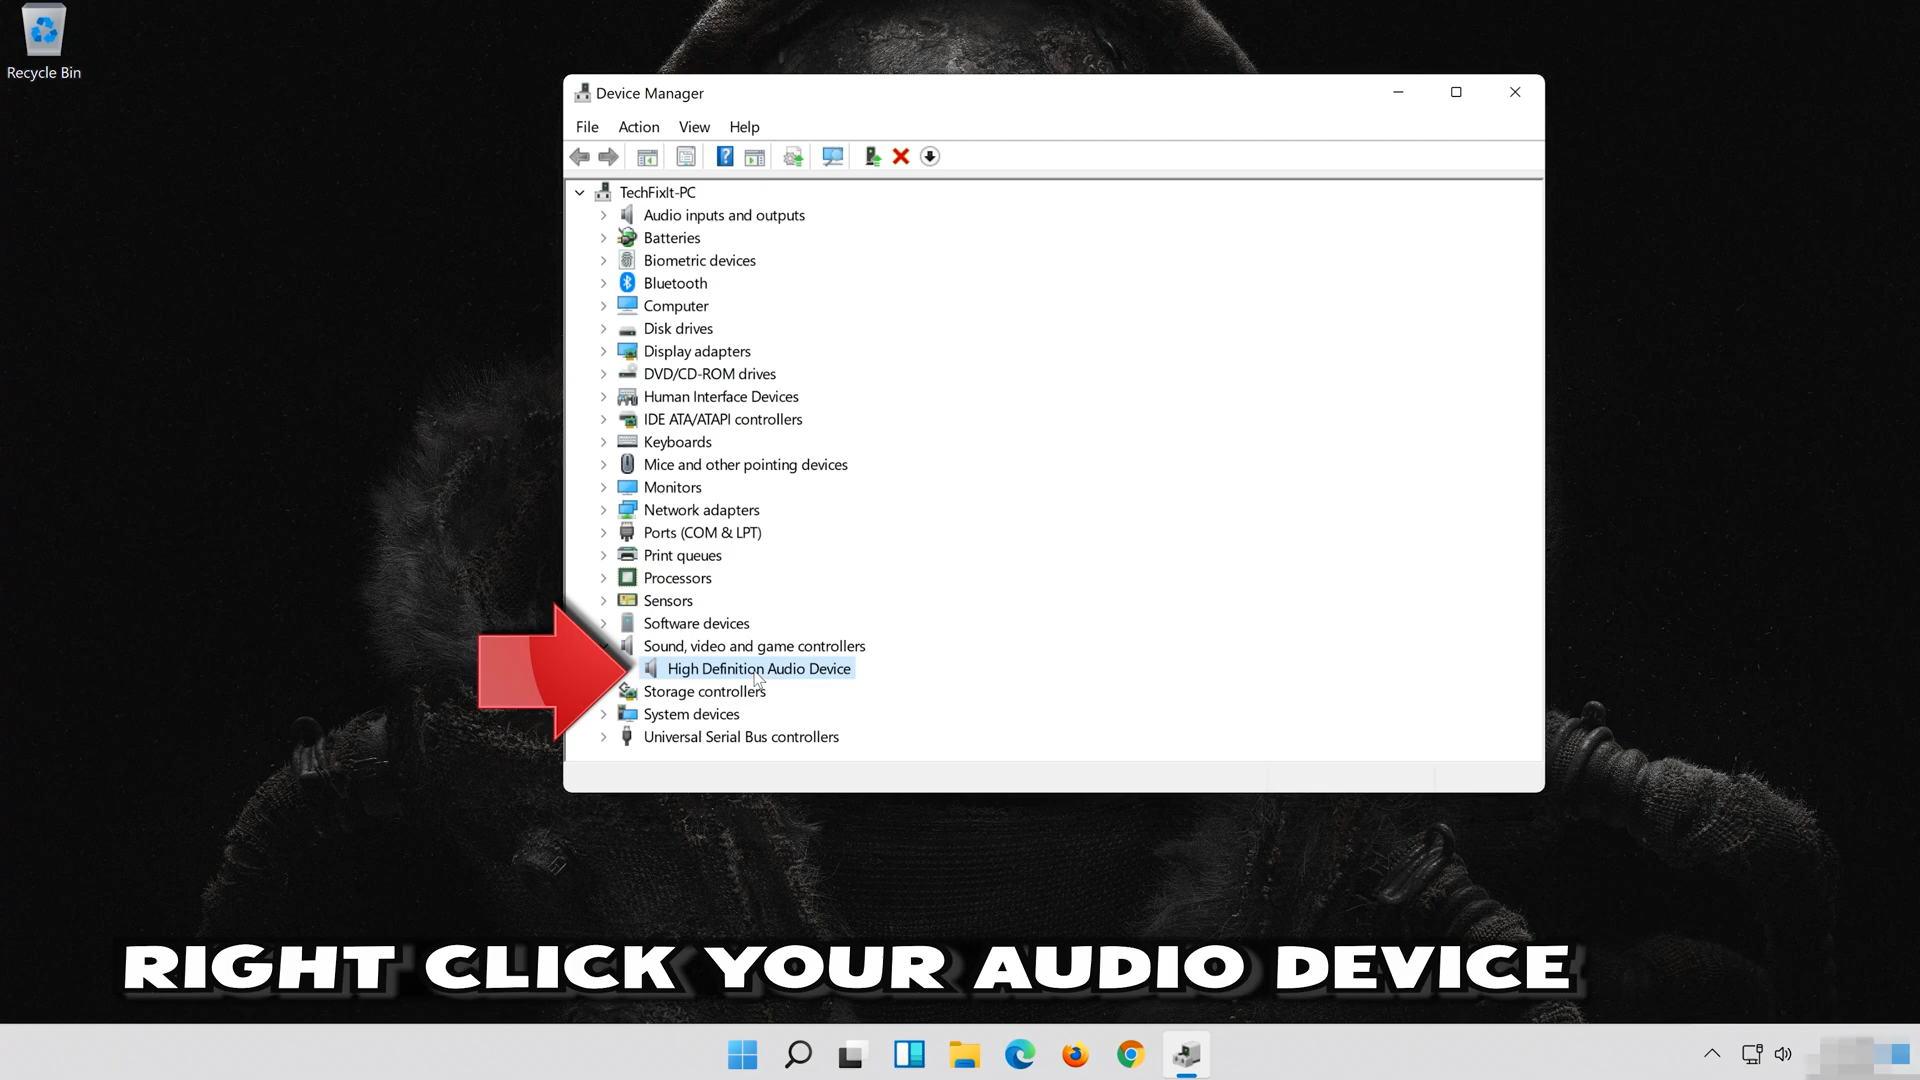 Recycle Bin
Device Manager
File Action View Help
TechFixIt-PC
Audio inputs and outputs
Batteries
Biometric devices
Bluetooth
Computer
Disk drives
Display adapters
DVD/CD-ROM drives
Human Interface Devices
IDE ATA/ATAPI controllers
Keyboards
Mice and other pointing devices
Monitors
Network adapters
Ports (COM & LPT)
Print queues
Processors
Sensors
Software devices
Sound, video and game controllers
High Definition Audio Device
Storage controllers
System devices
Universal Serial Bus controllers
RIGHT CLICK YOUR AUDIO DEVICE